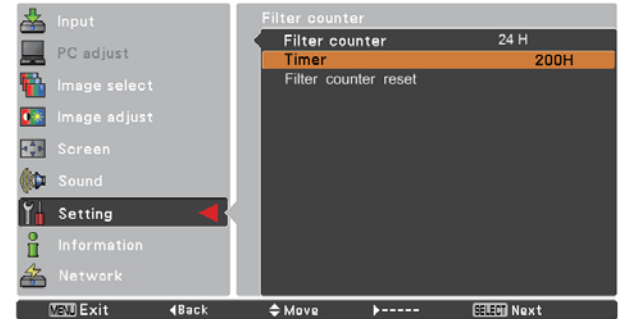 Input
PC adjust
Image select
Image adjust
Screen
Sound
Setting
Information
Network
Filter counter
Filter counter 24 H
Timer 200H
Filter counter reset
MENU Exit Back Move ----- SELECT Next